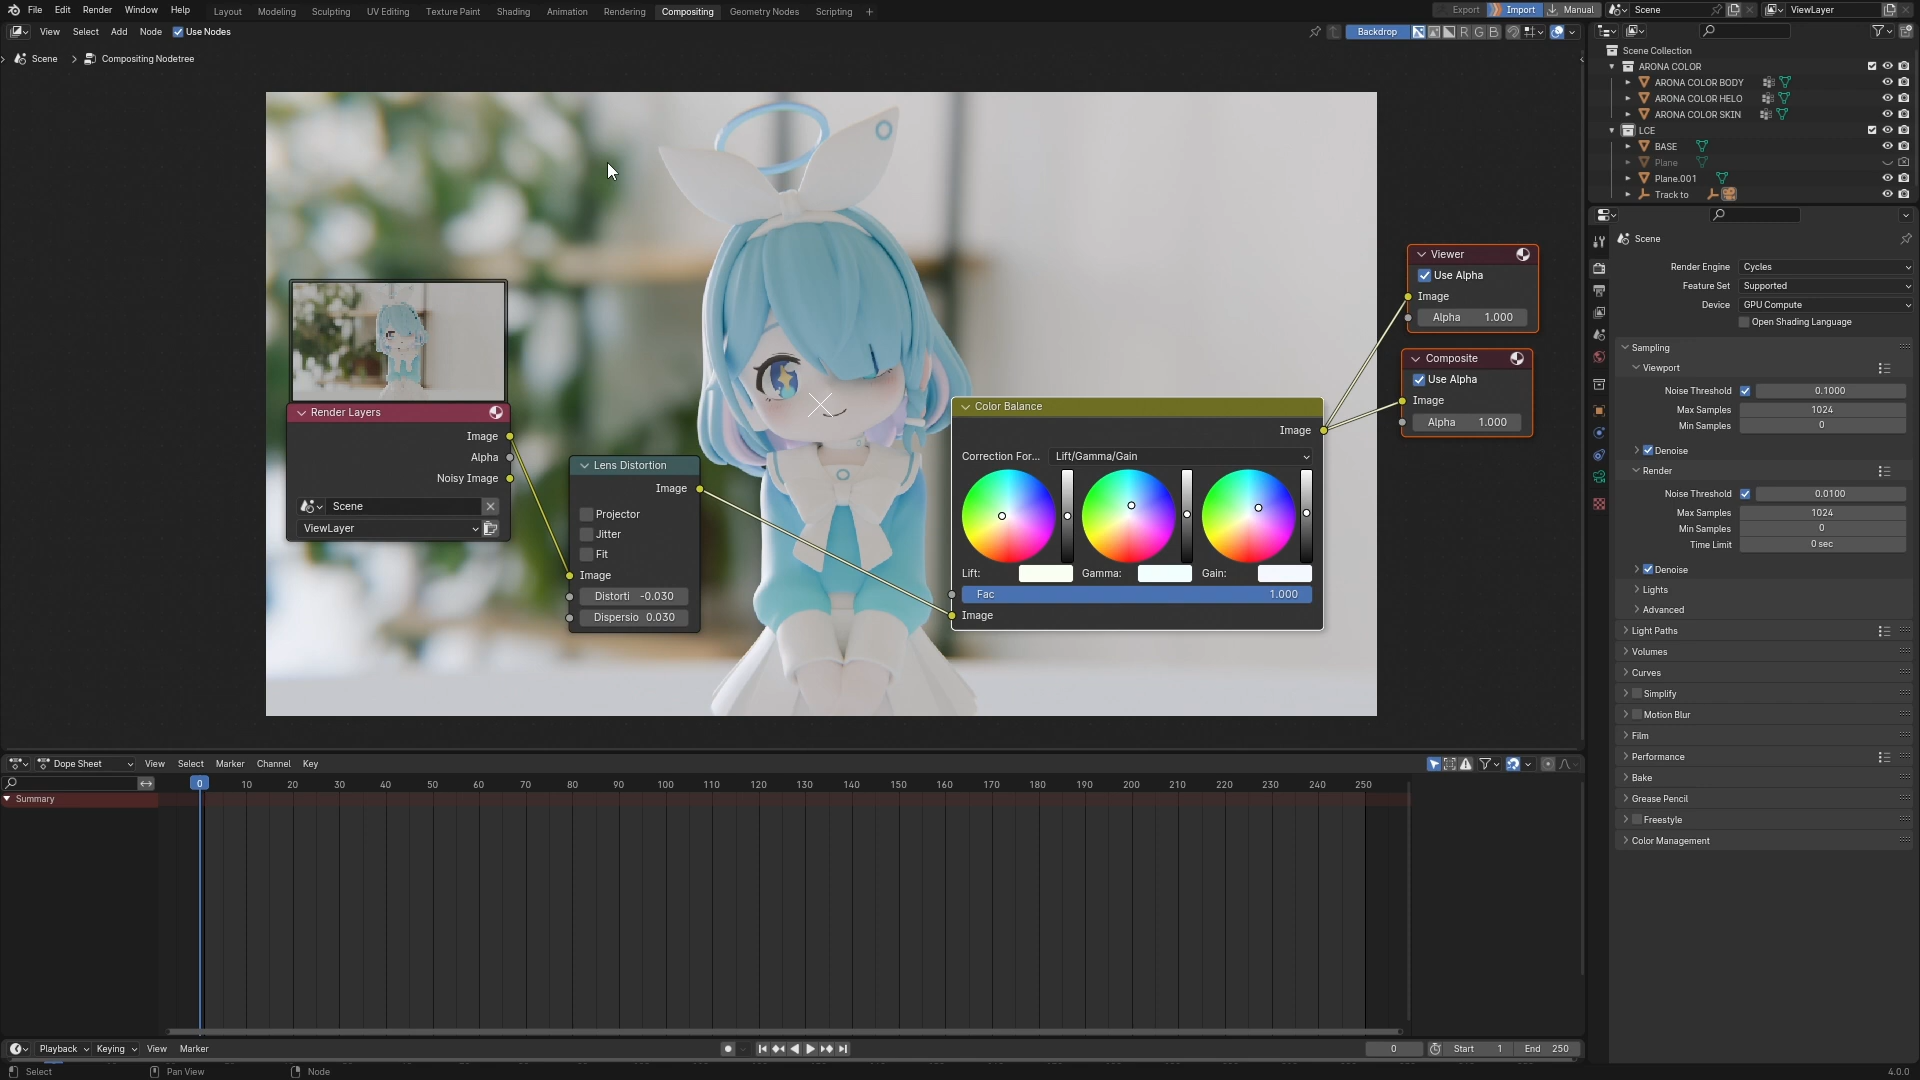 File Edit Render Window Help Layout Modeling Sculpting UV Editing Texture Paint Shading Animation Rendering Compositing Geometry Nodes Scripting + Export Import Manual Scene ViewLayer
View Select Add Node Use Nodes Backdrop R G B
Scene > Compositing Nodetree
Scene Collection
ARONA COLOR
ARONA COLOR BODY
ARONA COLOR HELO
ARONA COLOR SKIN
LCE
BASE
Plane
Plane.001
Track to
Scene
Render Engine Cycles
Feature Set Supported
Device GPU Compute
Open Shading Language
Sampling
Viewport
Noise Threshold 0.1000
Max Samples 1024
Min Samples 0
Denoise
Render
Noise Threshold 0.0100
Max Samples 1024
Min Samples 0
Time Limit 0 sec
Denoise
Lights
Advanced
Light Paths
Volumes
Curves
Simplify
Motion Blur
Film
Performance
Bake
Grease Pencil
Freestyle
Color Management
Render Layers
Image
Alpha
Noisy Image
Scene
ViewLayer
Lens Distortion
Image
Projector
Jitter
Fit
Image
Distorti -0.030
Dispersio 0.030
Color Balance
Image
Correction For... Lift/Gamma/Gain
Lift: Gamma: Gain:
Fac 1.000
Image
Viewer
Use Alpha
Image
Alpha 1.000
Composite
Use Alpha
Image
Alpha 1.000
Dope Sheet View Select Marker Channel Key
0 10 20 30 40 50 60 70 80 90 100 110 120 130 140 150 160 170 180 190 200 210 220 230 240 250
Summary
Playback Keying View Marker 0 Start 1 End 250
Select Pan View Node 4.0.0